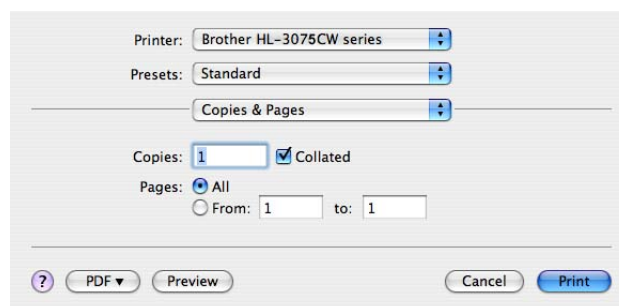 Printer: Brother HL-3075CW series
Presets: Standard
Copies & Pages
Copies: 1 Collated
Pages: All
From: 1 to: 1
? PDF Preview Cancel Print